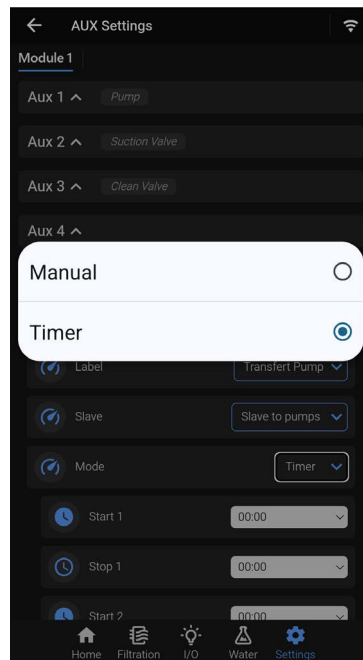 AUX Settings
Module 1
Aux 1 Pump
Aux 2 Suction Valve
Aux 3 Clean Valve
Aux 4
Manual
Timer
Label Transfert Pump
Slave Slave to pumps
Mode Timer
Start 1 00:00
Stop 1 00:00
Start 2 00:00
Home Filtration I/O Water Settings